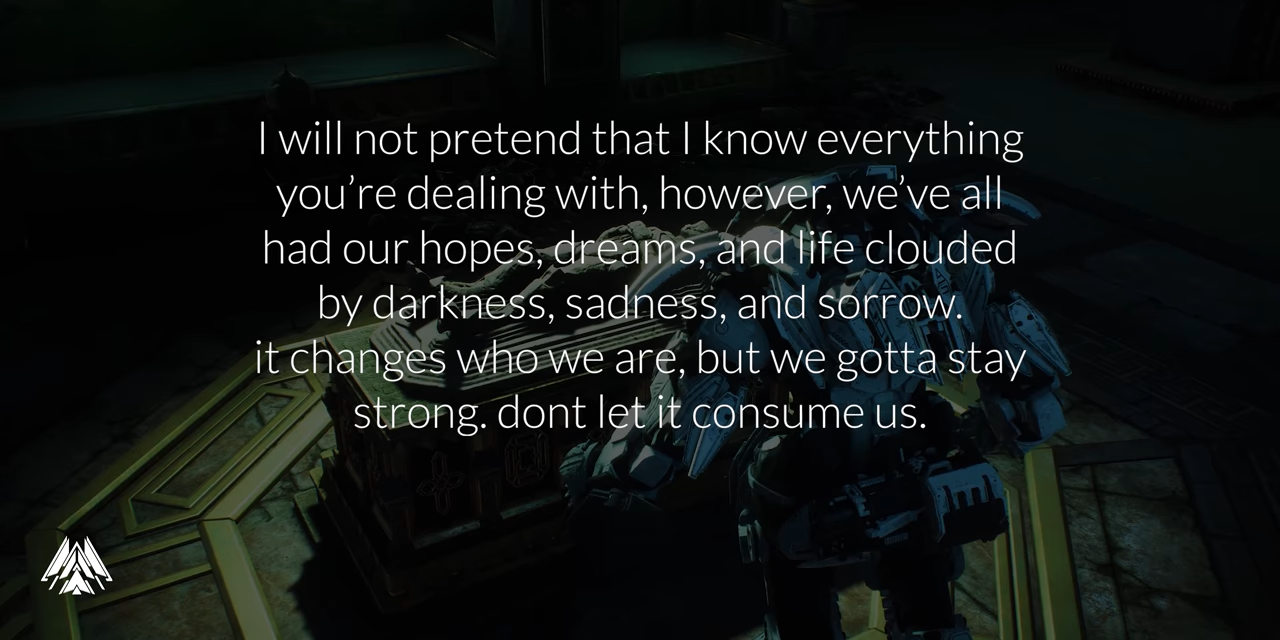 I will not pretend that I know everything
you’re dealing with, however, we’ve all
had our hopes, dreams, and life clouded
by darkness, sadness, and sorrow.
it changes who we are, but we gotta stay
strong. dont let it consume us.